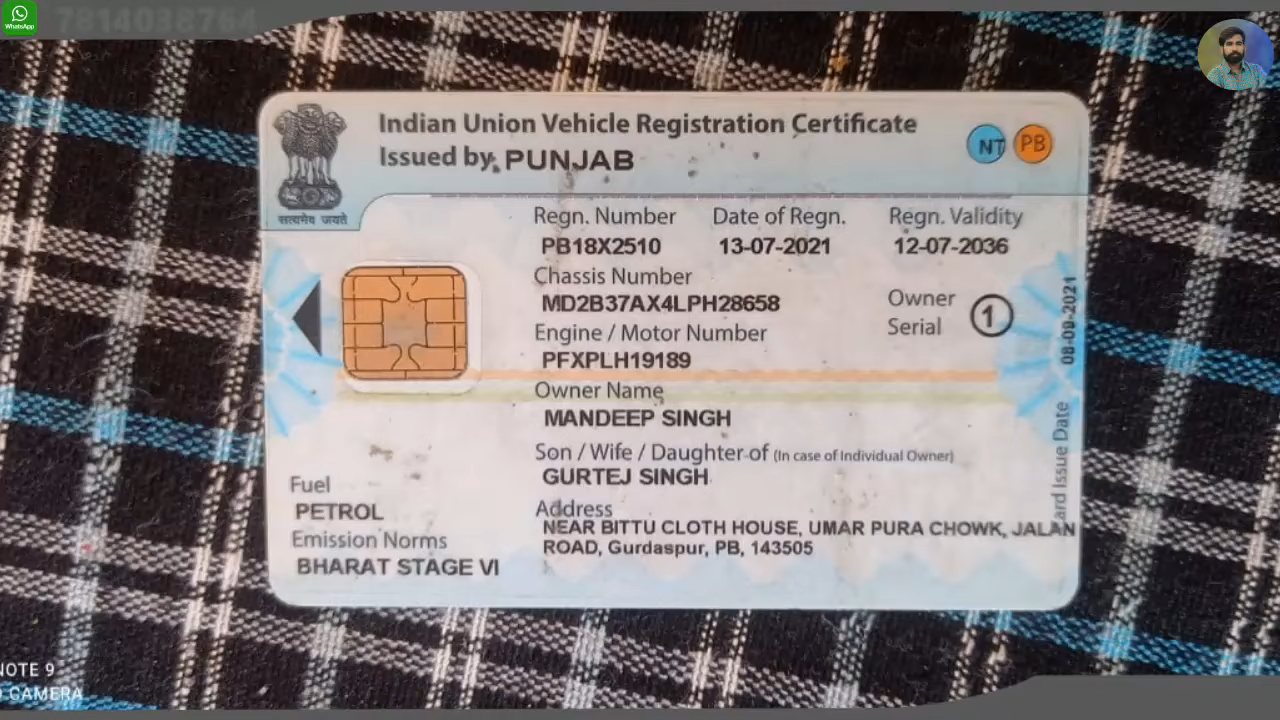 WhatsApp
Indian Union Vehicle Registration Certificate
Issued by PUNJAB
NT PB
सत्यमेव जयते
Regn. Number Date of Regn. Regn. Validity
PB18X2510 13-07-2021 12-07-2036
Chassis Number
MD2B37AX4LPH28658
Owner
Serial 1
Engine / Motor Number
PFXPLH19189
Owner Name
MANDEEP SINGH
Son / Wife / Daughter of (In case of Individual Owner)
GURTEJ SINGH
Fuel
PETROL
Emission Norms
BHARAT STAGE VI
Address
NEAR BITTU CLOTH HOUSE, UMAR PURA CHOWK, JALAN
ROAD, Gurdaspur, PB, 143505
ard Issue Date 08-09-2021
NOTE 9
CAMERA